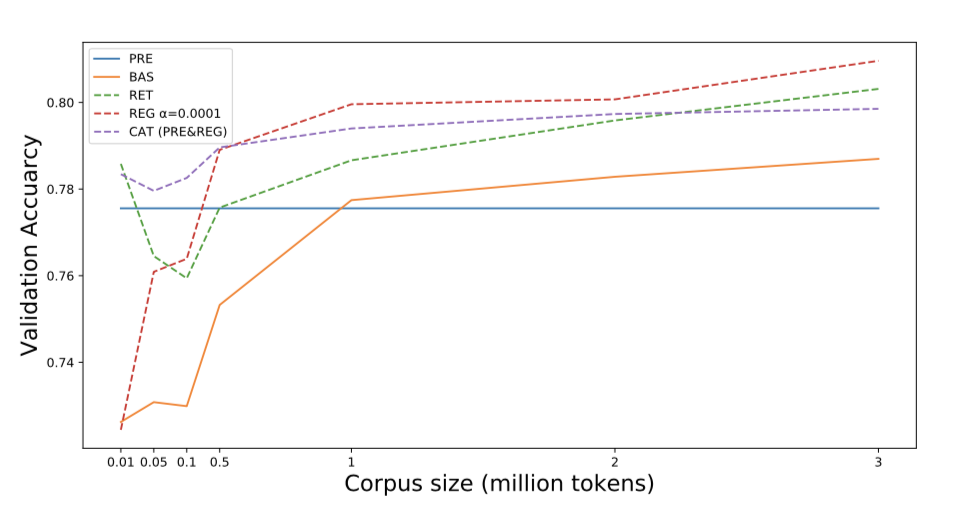 PRE
BAS
RET
REG α=0.0001
CAT (PRE&REG)
0.80
0.78
0.76
0.74
Validation Accuarcy
0.01 0.05 0.1 0.5 1 2 3
Corpus size (million tokens)